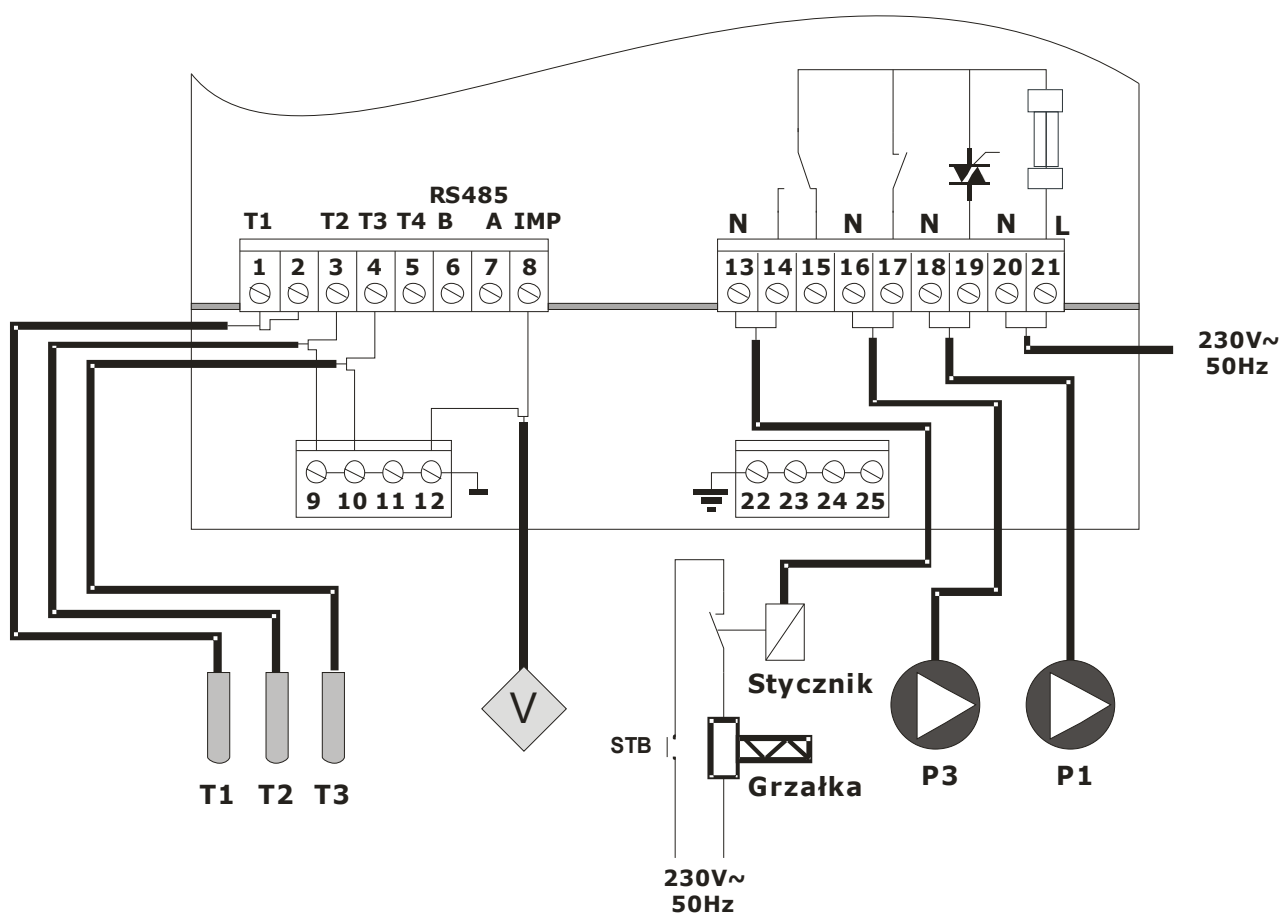 RS485
T1 T2 T3 T4 B A IMP
1 2 3 4 5 6 7 8
N N N N L
13 14 15 16 17 18 19 20 21
230V~
50Hz
9 10 11 12
22 23 24 25
Stycznik
V
STB
Grzałka
P3
P1
T1 T2 T3
230V~
50Hz